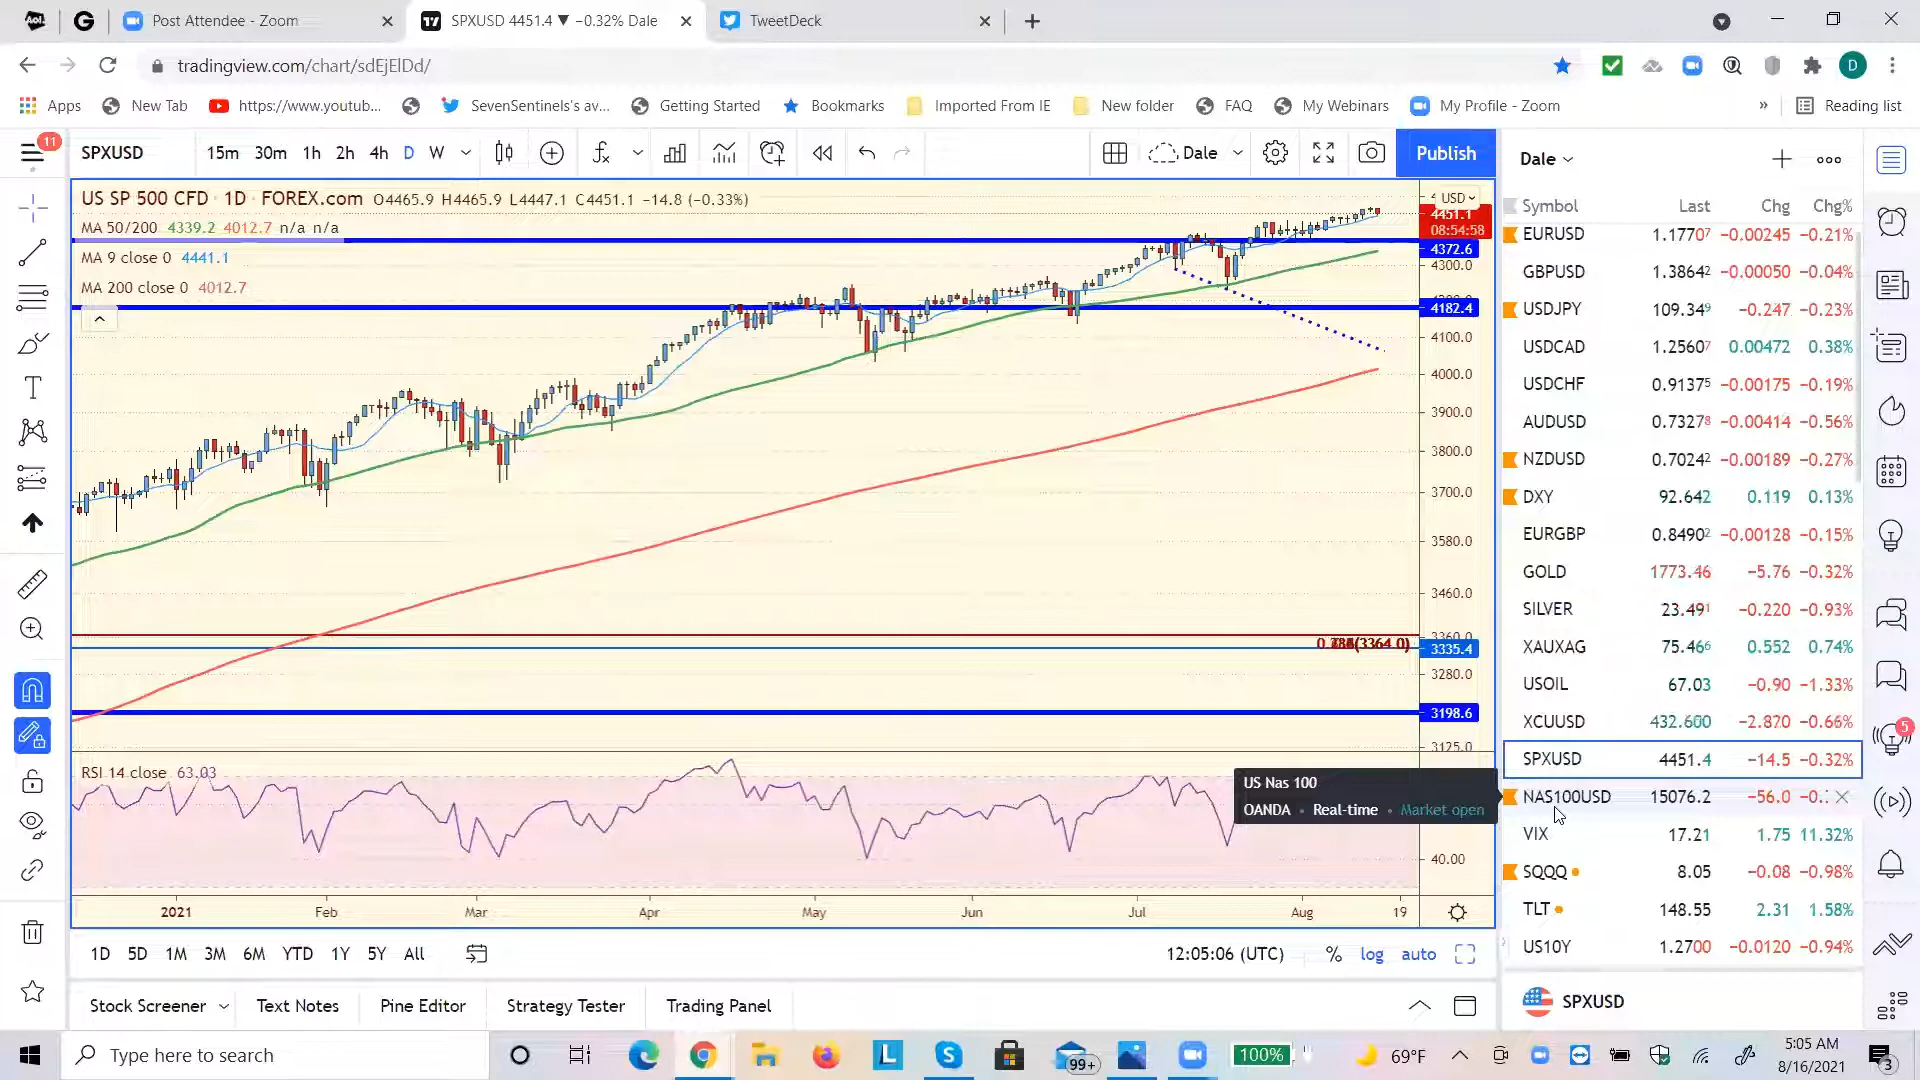 Post Attendee - Zoom
SPXUSD 4451.4 ▼ −0.32% Dale
TweetDeck
tradingview.com/chart/sdEjElDd/
D
Apps
New Tab
https://www.youtub...
SevenSentinels's av...
Getting Started
Bookmarks
Imported From IE
New folder
FAQ
My Webinars
My Profile - Zoom
»
Reading list
11
SPXUSD
15m 30m 1h 2h 4h D W
Dale
Publish
Dale
US SP 500 CFD · 1D · FOREX.com O4465.9 H4465.9 L4447.1 C4451.1 −14.8 (−0.33%)
MA 50/200 4339.2 4012.7 n/a n/a
MA 9 close 0 4441.1
MA 200 close 0 4012.7
USD
4451.1
08:54:58
4372.6
4300.0
4182.4
4100.0
4000.0
3900.0
3800.0
3700.0
3580.0
3460.0
3360.0
3335.4
3280.0
3198.6
3125.0
RSI 14 close 63.03
40.00
US Nas 100
OANDA • Real-time • Market open
2021 Feb Mar Apr May Jun Jul Aug 19
Symbol Last Chg Chg%
EURUSD 1.17707 −0.00245 −0.21%
GBPUSD 1.38642 −0.00050 −0.04%
USDJPY 109.349 −0.247 −0.23%
USDCAD 1.25607 0.00472 0.38%
USDCHF 0.91375 −0.00175 −0.19%
AUDUSD 0.73278 −0.00414 −0.56%
NZDUSD 0.70242 −0.00189 −0.27%
DXY 92.642 0.119 0.13%
EURGBP 0.84902 −0.00128 −0.15%
GOLD 1773.46 −5.76 −0.32%
SILVER 23.491 −0.220 −0.93%
XAUXAG 75.466 0.552 0.74%
USOIL 67.03 −0.90 −1.33%
XCUUSD 432.600 −2.870 −0.66%
SPXUSD 4451.4 −14.5 −0.32%
NAS100USD 15076.2 −56.0 −0.
VIX 17.21 1.75 11.32%
SQQQ 8.05 −0.08 −0.98%
TLT 148.55 2.31 1.58%
US10Y 1.2700 −0.0120 −0.94%
SPXUSD
5
1D 5D 1M 3M 6M YTD 1Y 5Y All
12:05:06 (UTC) % log auto
Stock Screener Text Notes Pine Editor Strategy Tester Trading Panel
Type here to search
99+
100%
69°F
5:05 AM
8/16/2021
3